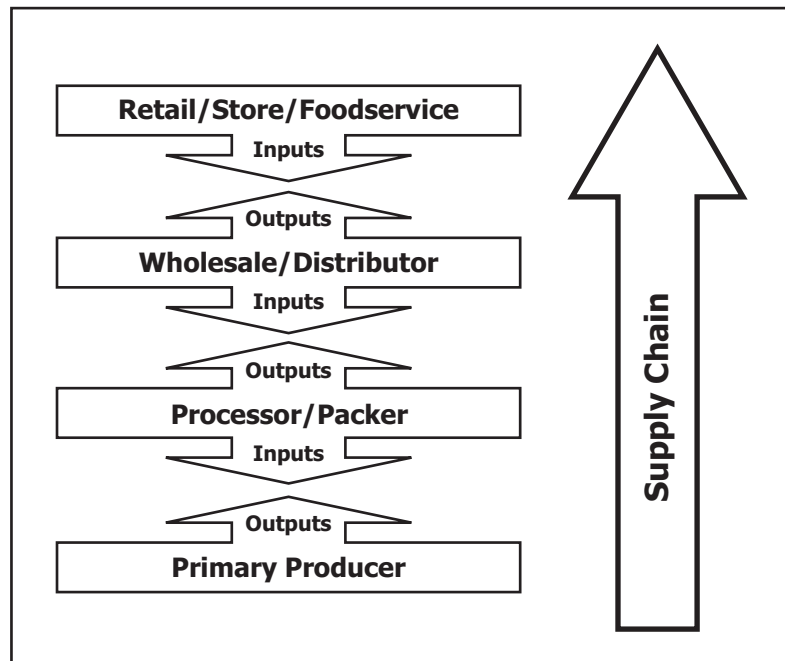 Retail/Store/Foodservice
Inputs
Outputs
Wholesale/Distributor
Inputs
Outputs
Processor/Packer
Inputs
Outputs
Primary Producer
Supply Chain